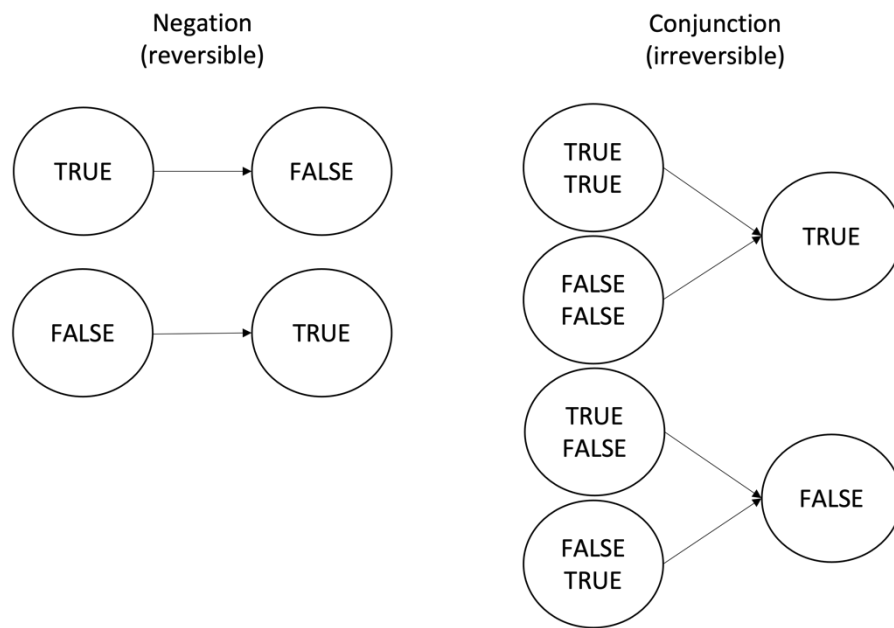 Negation
(reversible)
TRUE
FALSE
FALSE
TRUE
Conjunction
(irreversible)
TRUE
TRUE
FALSE
FALSE
TRUE
FALSE
FALSE
TRUE
TRUE
FALSE